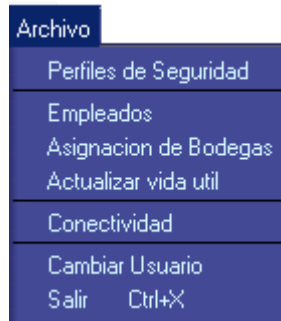 Archivo
Perfiles de Seguridad
Empleados
Asignacion de Bodegas
Actualizar vida util
Conectividad
Cambiar Usuario
Salir Ctrl+X